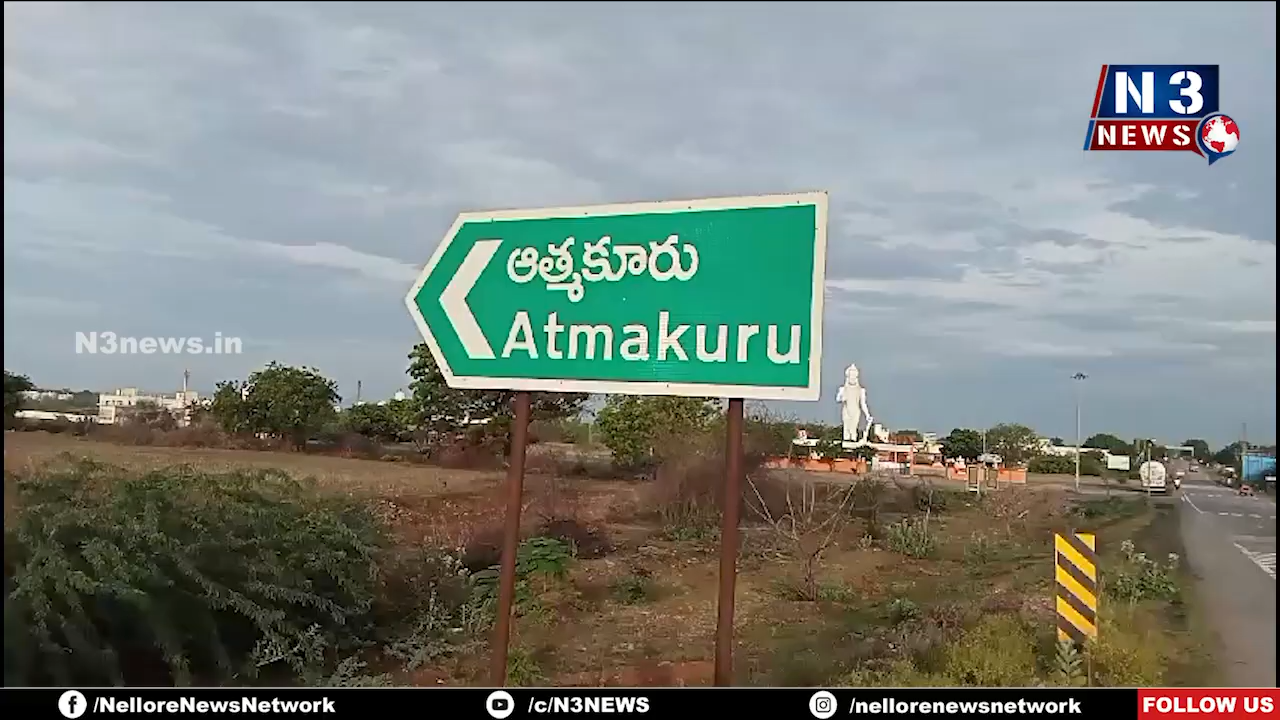 N3
NEWS
ఆత్మకూరు
Atmakuru
N3news.in
/NelloreNewsNetwork
/c/N3NEWS
/nellorenewsnetwork
FOLLOW US